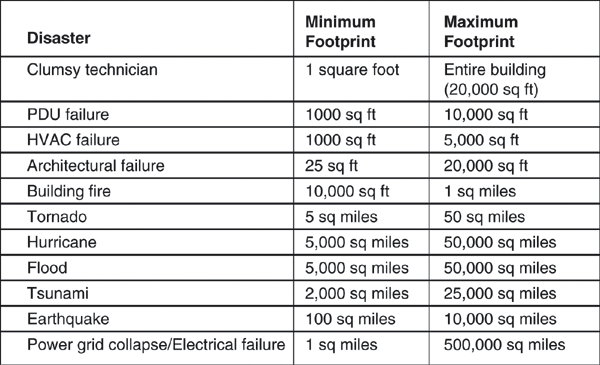 Disaster Minimum Footprint Maximum Footprint
Clumsy technician 1 square foot Entire building (20,000 sq ft)
PDU failure 1000 sq ft 10,000 sq ft
HVAC failure 1000 sq ft 5,000 sq ft
Architectural failure 25 sq ft 20,000 sq ft
Building fire 10,000 sq ft 1 sq miles
Tornado 5 sq miles 50 sq miles
Hurricane 5,000 sq miles 50,000 sq miles
Flood 5,000 sq miles 50,000 sq miles
Tsunami 2,000 sq miles 25,000 sq miles
Earthquake 100 sq miles 10,000 sq miles
Power grid collapse/Electrical failure 1 sq miles 500,000 sq miles